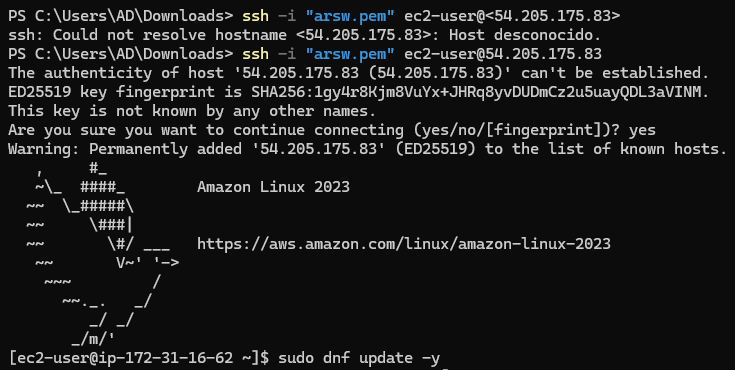 PS C:\Users\AD\Downloads> ssh -i "arsw.pem" ec2-user@<54.205.175.83>
ssh: Could not resolve hostname <54.205.175.83>: Host desconocido.
PS C:\Users\AD\Downloads> ssh -i "arsw.pem" ec2-user@54.205.175.83
The authenticity of host '54.205.175.83 (54.205.175.83)' can't be established.
ED25519 key fingerprint is SHA256:1gy4r8Kjm8VuYx+JHRq8yvDUDmCz2u5uayQDL3aVINM.
This key is not known by any other names.
Are you sure you want to continue connecting (yes/no/[fingerprint])? yes
Warning: Permanently added '54.205.175.83' (ED25519) to the list of known hosts.
   ,     #_
   ~\_  ####_        Amazon Linux 2023
  ~~  \_#####\
  ~~     \###|
  ~~       \#/ ___   https://aws.amazon.com/linux/amazon-linux-2023
   ~~       V~' '->
    ~~~         /
      ~~._.   _/
         _/ _/
       _/m/'
[ec2-user@ip-172-31-16-62 ~]$ sudo dnf update -y